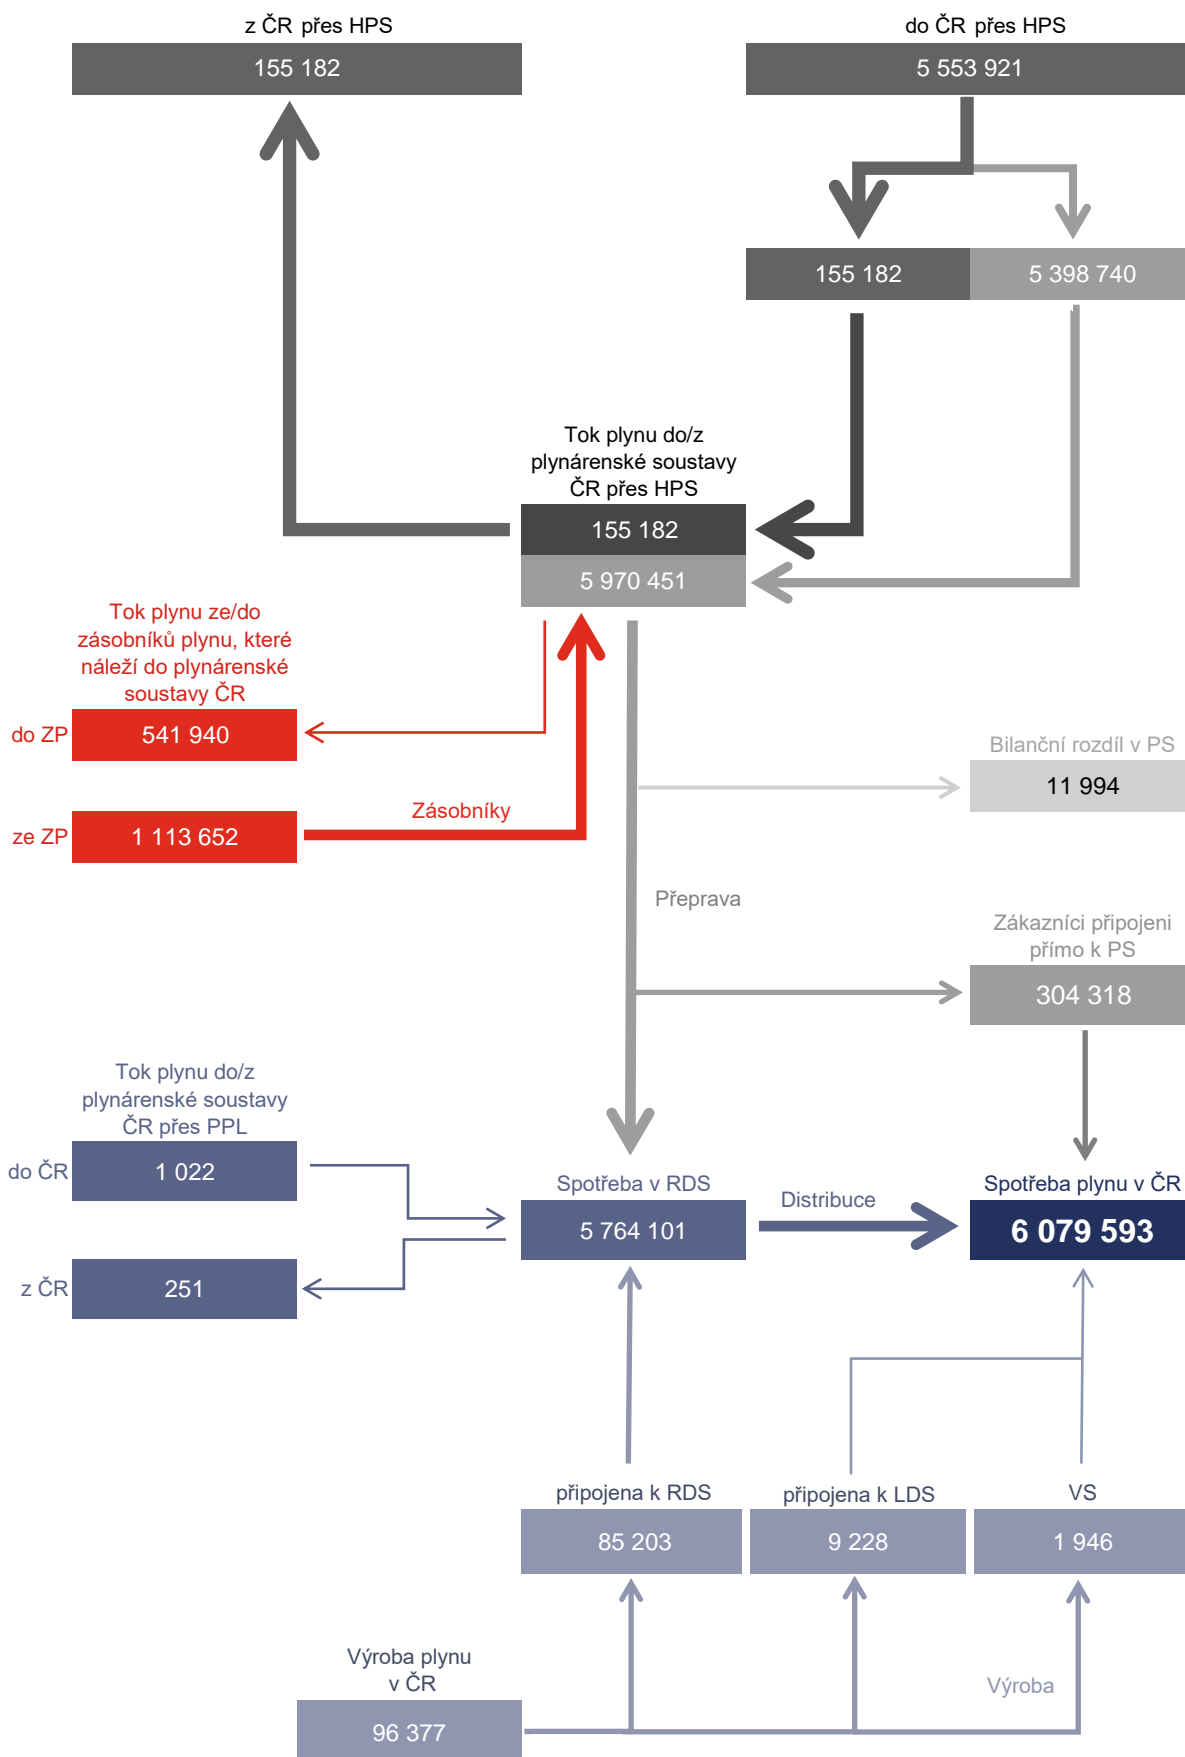 z ČR přes HPS
155 182
do ČR přes HPS
5 553 921
155 182
5 398 740
Tok plynu do/z
plynárenské soustavy
ČR přes HPS
155 182
5 970 451
Tok plynu ze/do
zásobníků plynu, které
náleží do plynárenské
soustavy ČR
do ZP
541 940
ze ZP
1 113 652
Zásobníky
Bilanční rozdíl v PS
11 994
Přeprava
Zákazníci připojeni
přímo k PS
304 318
Tok plynu do/z
plynárenské soustavy
ČR přes PPL
do ČR
1 022
z ČR
251
Spotřeba v RDS
5 764 101
Distribuce
Spotřeba plynu v ČR
6 079 593
připojena k RDS
85 203
připojena k LDS
9 228
VS
1 946
Výroba plynu
v ČR
96 377
Výroba